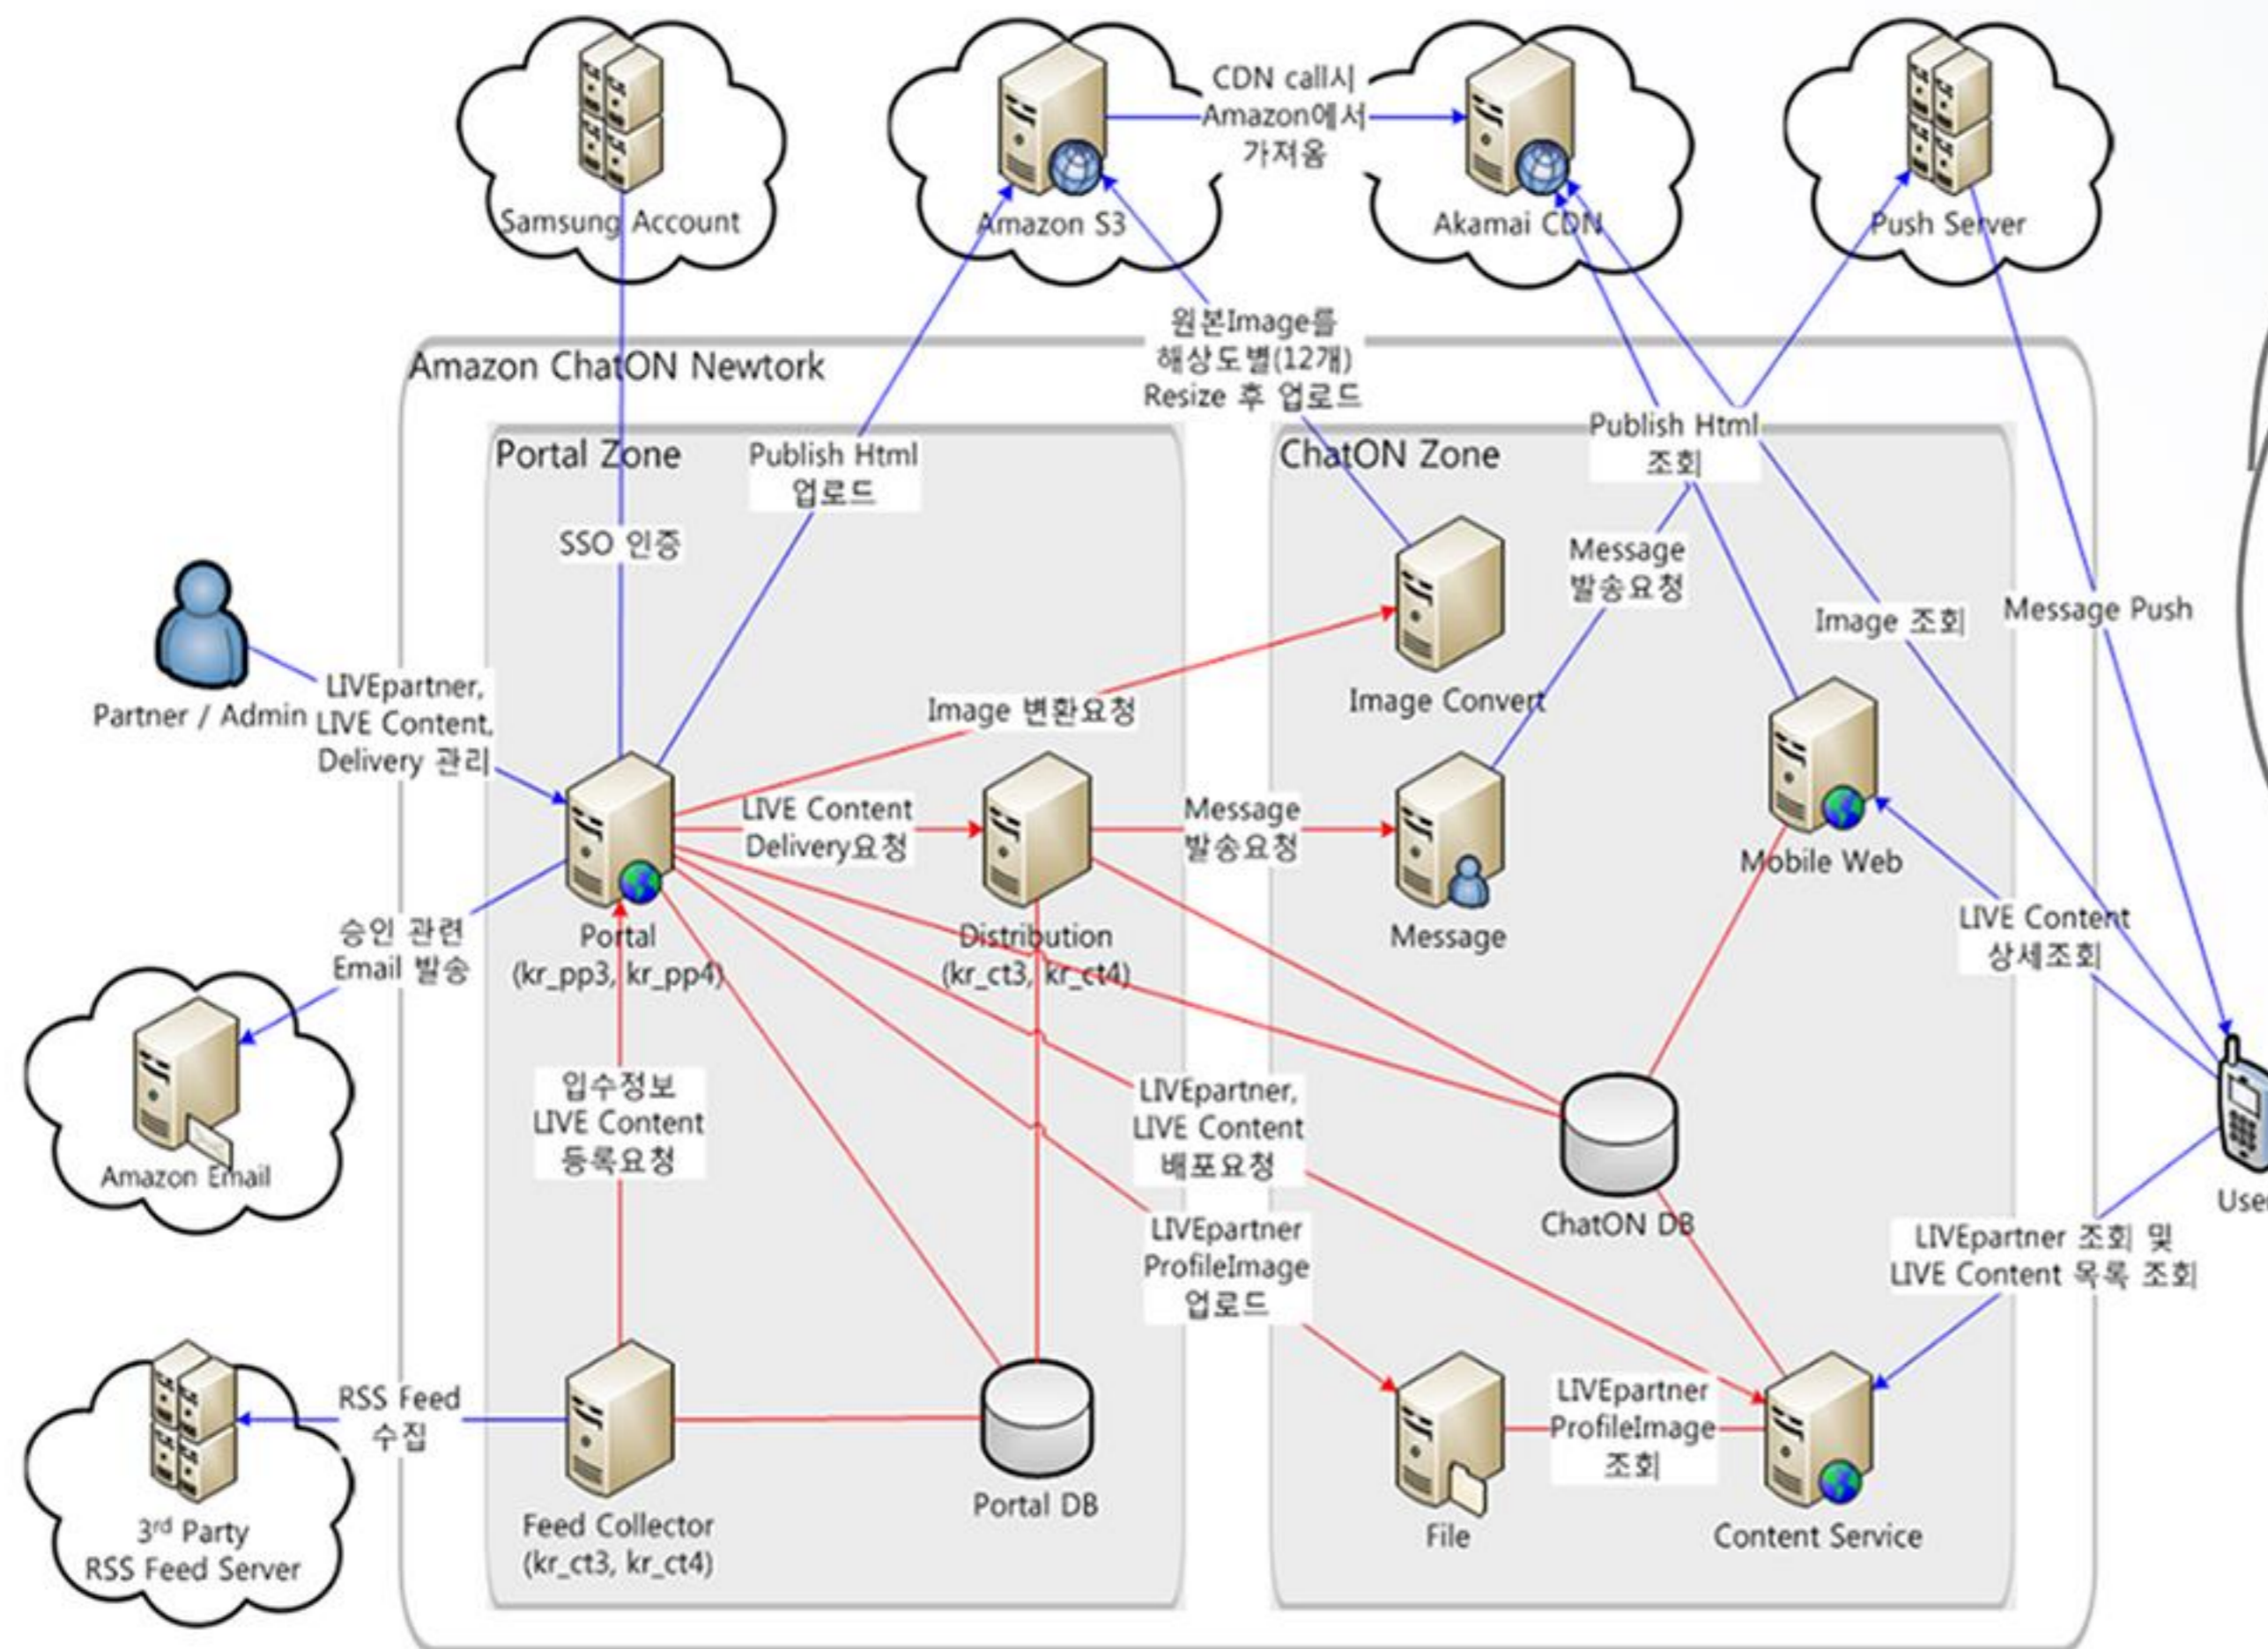 CDN call시
Amazon에서
가져옴
Samsung Account
Amazon S3
Akamai CDN
Push Server
원본Image를
해상도별(12개)
Resize 후 업로드
Amazon ChatON Newtork
Portal Zone
Publish Html
업로드
ChatON Zone
Publish Html
조회
SSO 인증
Message
발송요청
Image 조회
Message Push
Partner / Admin
LIVEpartner,
LIVE Content,
Delivery 관리
Image 변환요청
Image Convert
LIVE Content
Delivery요청
Message
발송요청
Mobile Web
승인 관련
Email 발송
Portal
(kr_pp3, kr_pp4)
Distribution
(kr_ct3, kr_ct4)
Message
LIVE Content
상세조회
입수정보
LIVE Content
등록요청
LIVEpartner,
LIVE Content
배포요청
Amazon Email
ChatON DB
User
LIVEpartner
ProfileImage
업로드
LIVEpartner 조회 및
LIVE Content 목록 조회
RSS Feed
수집
LIVEpartner
ProfileImage
조회
3rd Party
RSS Feed Server
Feed Collector
(kr_ct3, kr_ct4)
Portal DB
File
Content Service